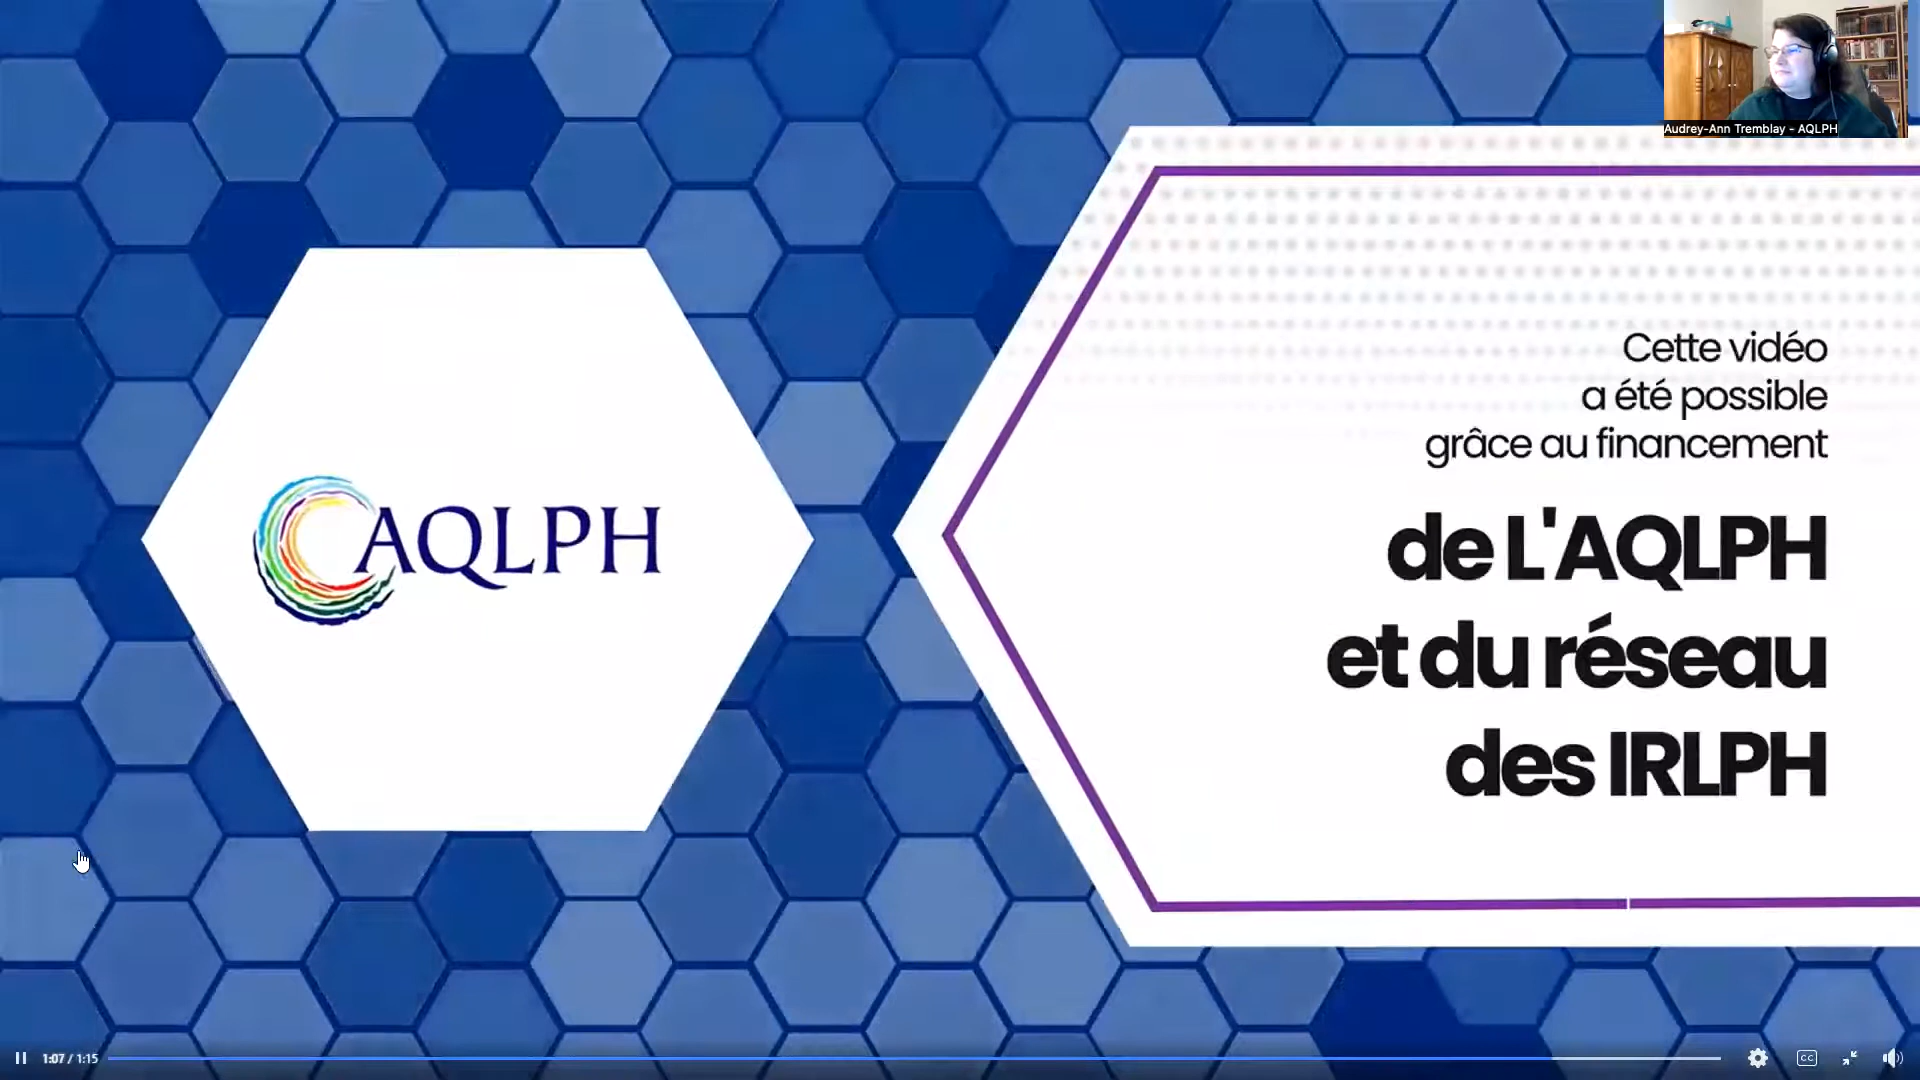 Audrey-Ann Tremblay - AQLPH
AQLPH
Cette vidéo
a été possible
grâce au financement
de L'AQLPH
et du réseau
des IRLPH
1:07 / 1:15
CC